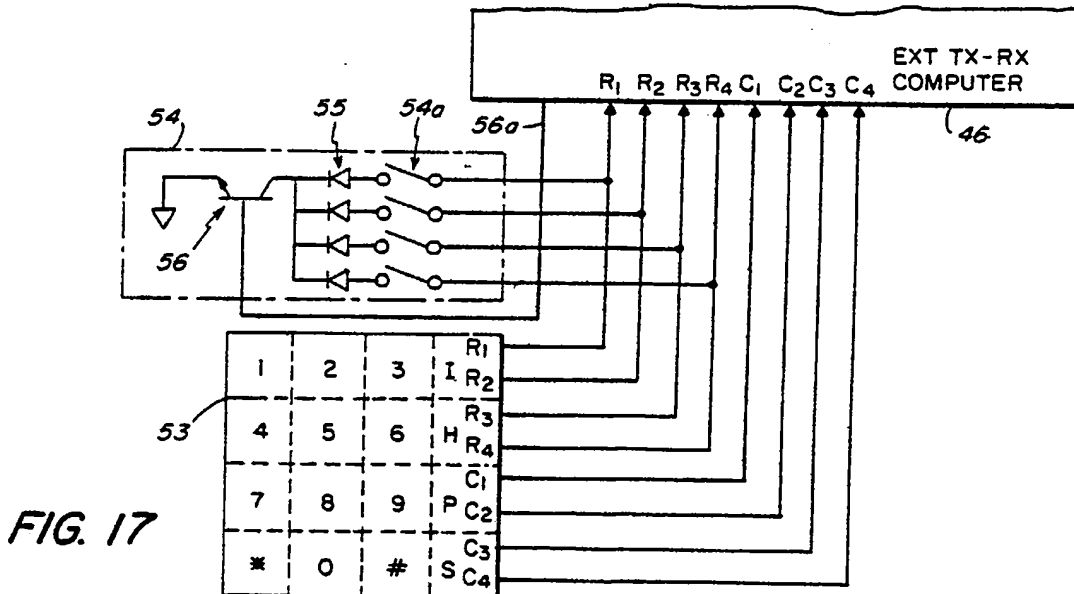 EXT TX-RX
R1 R2 R3 R4 C1 C2 C3 C4 COMPUTER
56a
46
54
55
54a
56
1 2 3 I R1
R2
53
4 5 6 H R3
R4
7 8 9 P C1
C2
* 0 # S C3
C4
FIG. 17